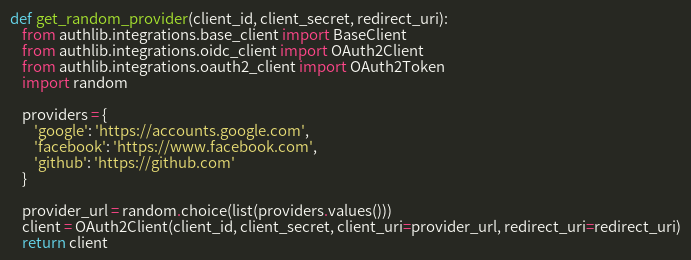 def get_random_provider(client_id, client_secret, redirect_uri):
from authlib.integrations.base_client import BaseClient
from authlib.integrations.oidc_client import OAuth2Client
from authlib.integrations.oauth2_client import OAuth2Token
import random
providers = {
'google': 'https://accounts.google.com',
'facebook': 'https://www.facebook.com',
'github': 'https://github.com'
}
provider_url = random.choice(list(providers.values()))
client = OAuth2Client(client_id, client_secret, client_uri=provider_url, redirect_uri=redirect_uri)
return client